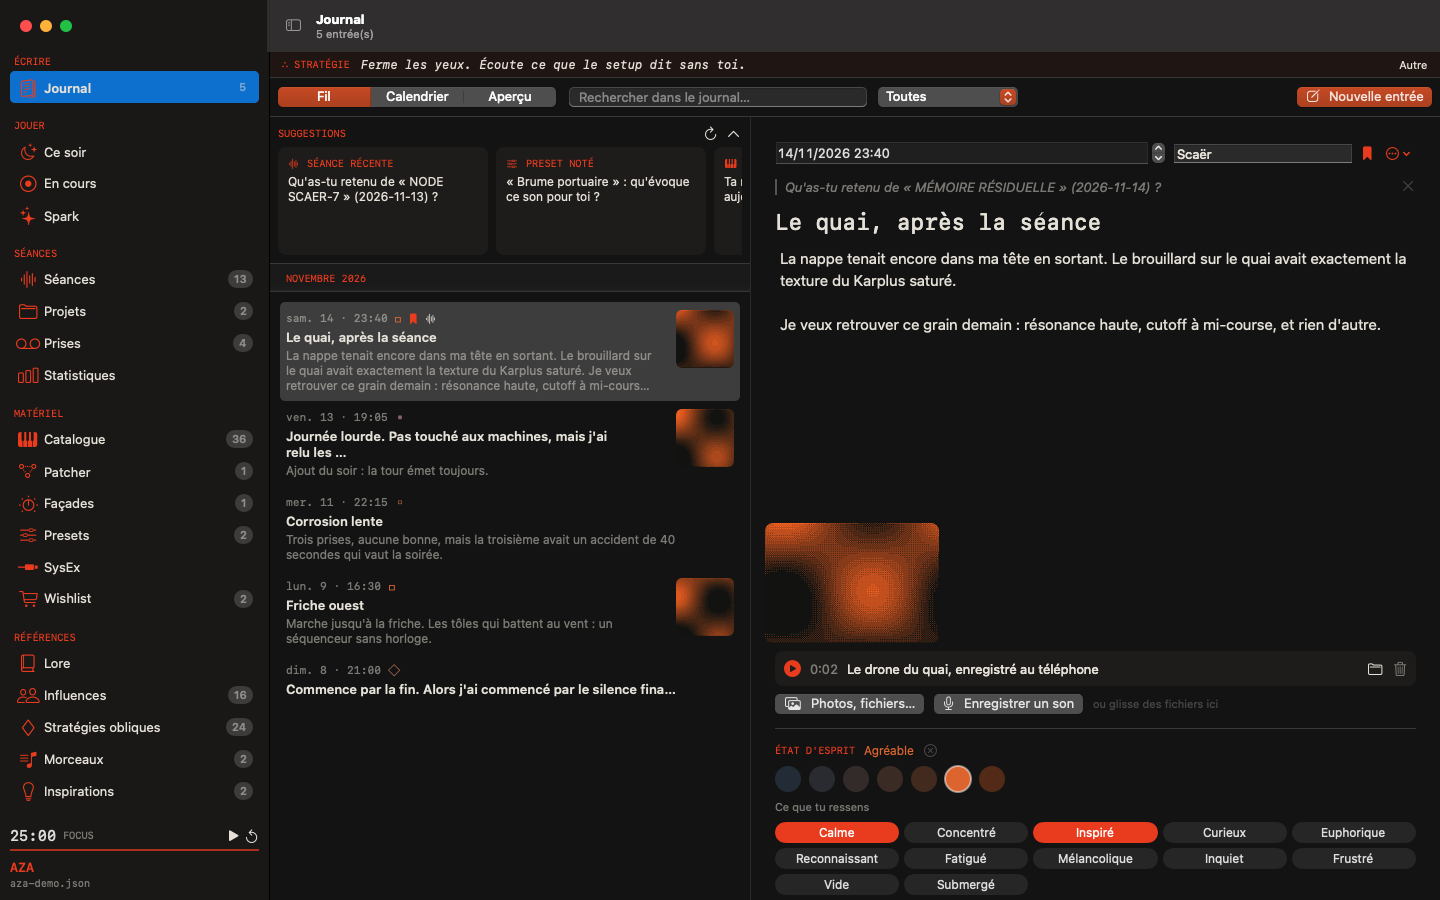 ÉCRIRE
Journal 5
JOUER
Ce soir
En cours
Spark
SÉANCES
Séances 13
Projets 2
Prises 4
Statistiques
MATÉRIEL
Catalogue 36
Patcher 1
Façades 1
Presets 2
SysEx
Wishlist 2
RÉFÉRENCES
Lore
Influences 16
Stratégies obliques 24
Morceaux 2
Inspirations 2
25:00 FOCUS
AZA
aza-demo.json
Journal
5 entrée(s)
STRATÉGIE Ferme les yeux. Écoute ce que le setup dit sans toi. Autre
Fil Calendrier Aperçu Rechercher dans le journal... Toutes Nouvelle entrée
SUGGESTIONS
SÉANCE RÉCENTE
Qu'as-tu retenu de « NODE
SCAER-7 » (2026-11-13) ?
PRESET NOTÉ
« Brume portuaire » : qu'évoque
ce son pour toi ?
Ta
NOVEMBRE 2026
sam. 14 · 23:40
Le quai, après la séance
La nappe tenait encore dans ma tête en sortant. Le brouillard sur
le quai avait exactement la texture du Karplus saturé. Je veux
retrouver ce grain demain : résonance haute, cutoff à mi-cours...
ven. 13 · 19:05
Journée lourde. Pas touché aux machines, mais j'ai
relu les ...
Ajout du soir : la tour émet toujours.
mer. 11 · 22:15
Corrosion lente
Trois prises, aucune bonne, mais la troisième avait un accident de 40
secondes qui vaut la soirée.
lun. 9 · 16:30
Friche ouest
Marche jusqu'à la friche. Les tôles qui battent au vent : un
séquenceur sans horloge.
dim. 8 · 21:00
Commence par la fin. Alors j'ai commencé par le silence fina...
14/11/2026 23:40 Scaër
Qu'as-tu retenu de « MÉMOIRE RÉSIDUELLE » (2026-11-14) ?
Le quai, après la séance
La nappe tenait encore dans ma tête en sortant. Le brouillard sur le quai avait exactement la
texture du Karplus saturé.
Je veux retrouver ce grain demain : résonance haute, cutoff à mi-course, et rien d'autre.
0:02 Le drone du quai, enregistré au téléphone
Photos, fichiers... Enregistrer un son ou glisse des fichiers ici
ÉTAT D'ESPRIT Agréable
Ce que tu ressens
Calme Concentré Inspiré Curieux Euphorique
Reconnaissant Fatigué Mélancolique Inquiet Frustré
Vide Submergé